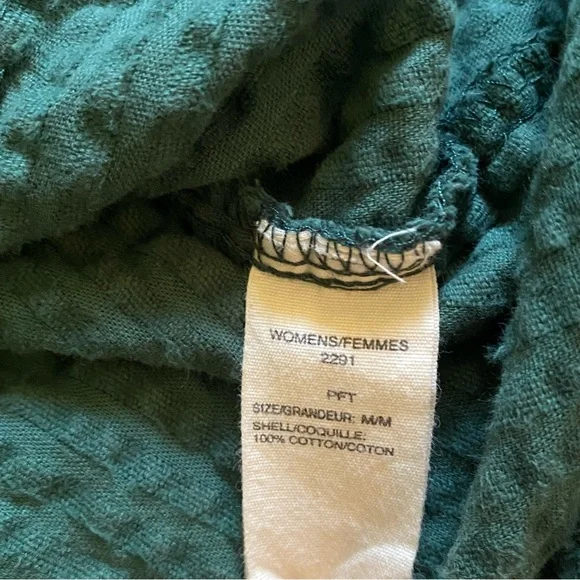 WOMENS/FEMMES
2291
PFT
SIZE/GRANDEUR: M/M
SHELL/COQUILLE:
100% COTTON/COTON